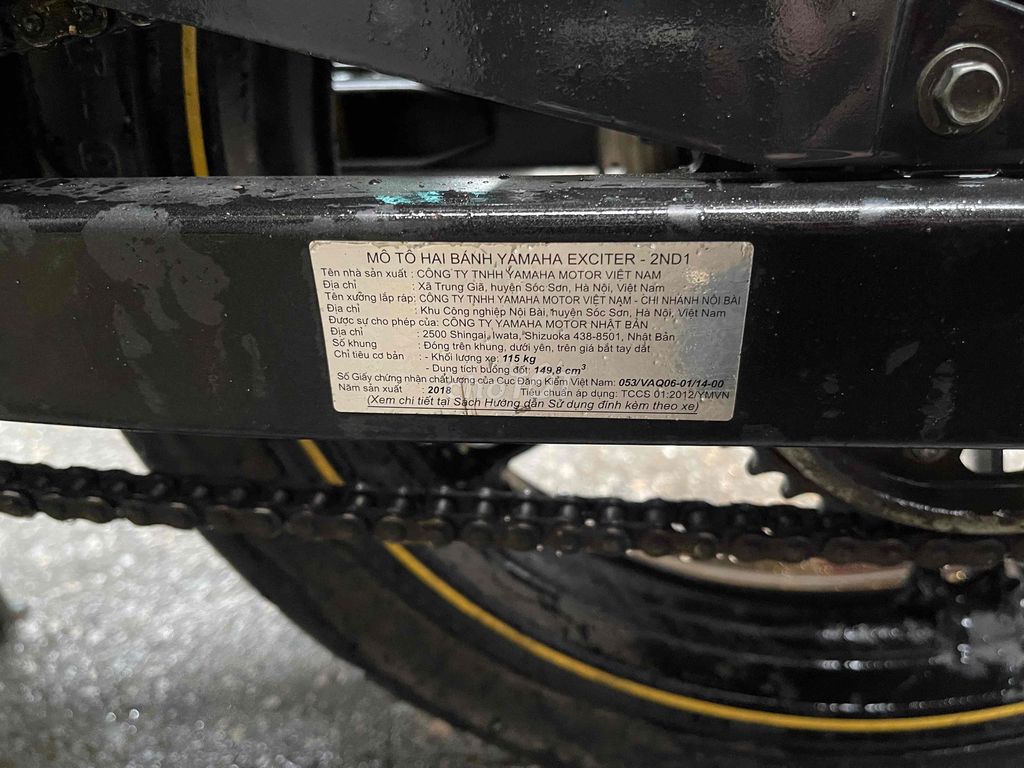 MÔ TÔ HAI BÁNH YAMAHA EXCITER - 2ND1
Tên nhà sản xuất : CÔNG TY TNHH YAMAHA MOTOR VIỆT NAM
Địa chỉ : Xã Trung Giã, huyện Sóc Sơn, Hà Nội, Việt Nam
Tên xưởng lắp ráp: CÔNG TY TNHH YAMAHA MOTOR VIỆT NAM - CHI NHÁNH NỘI BÀI
Địa chỉ : Khu Công nghiệp Nội Bài, huyện Sóc Sơn, Hà Nội, Việt Nam
Được sự cho phép của: CÔNG TY YAMAHA MOTOR NHẬT BẢN
Địa chỉ : 2500 Shingai, Iwata, Shizuoka 438-8501, Nhật Bản
Số khung : Đóng trên khung, dưới yên, trên giá bắt tay dắt
Chỉ tiêu cơ bản : - Khối lượng xe: 115 kg
- Dung tích buồng đốt: 149,8 cm³
Số Giấy chứng nhận chất lượng của Cục Đăng Kiểm Việt Nam: 053/VAQ06-01/14-00
Năm sản xuất : 2018 Tiêu chuẩn áp dụng: TCCS 01:2012/YMVN
(Xem chi tiết tại Sách Hướng dẫn Sử dụng đính kèm theo xe)